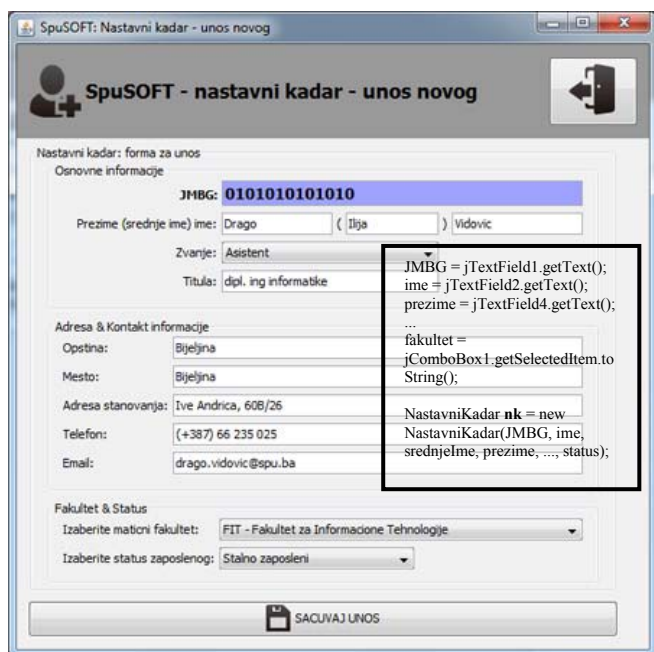 SpuSOFT: Nastavni kadar - unos novog
SpuSOFT - nastavni kadar - unos novog
Nastavni kadar: forma za unos
Osnovne informacije
JMBG: 0101010101010
Prezime (srednje ime) ime: Drago ( Ilija ) Vidovic
Zvanje: Asistent
Titula: dipl. ing informatike
JMBG = jTextField1.getText();
ime = jTextField2.getText();
prezime = jTextField4.getText();
...
fakultet =
jComboBox1.getSelectedItem.to
String();
NastavniKadar nk = new
NastavniKadar(JMBG, ime,
srednjeIme, prezime, ..., status);
Adresa & Kontakt informacije
Opstina: Bijeljina
Mesto: Bijeljina
Adresa stanovanja: Ive Andrica, 60B/26
Telefon: (+387) 66 235 025
Email: drago.vidovic@spu.ba
Fakultet & Status
Izaberite maticni fakultet: FIT - Fakultet za Informacione Tehnologije
Izaberite status zaposlenog: Stalno zaposleni
SACUVAJ UNOS